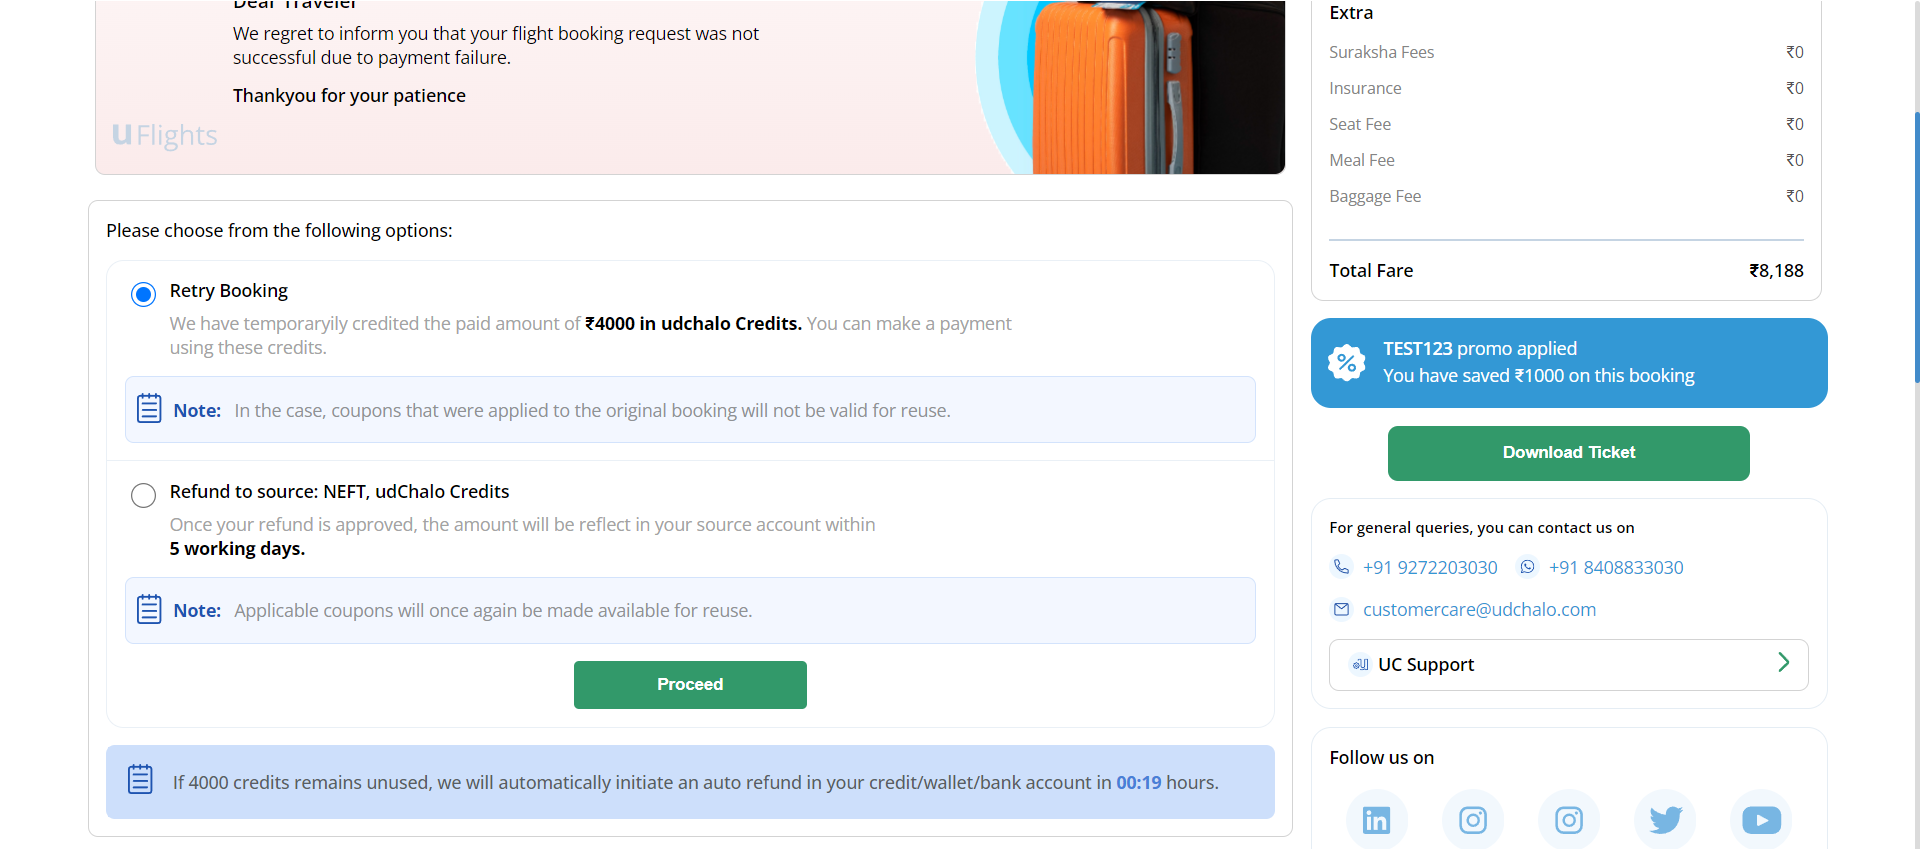 Dear Traveler
We regret to inform you that your flight booking request was not
successful due to payment failure.
Thankyou for your patience
uFlights
Please choose from the following options:
Retry Booking
We have temporaryily credited the paid amount of ₹4000 in udchalo Credits. You can make a payment
using these credits.
Note: In the case, coupons that were applied to the original booking will not be valid for reuse.
Refund to source: NEFT, udChalo Credits
Once your refund is approved, the amount will be reflect in your source account within
5 working days.
Note: Applicable coupons will once again be made available for reuse.
Proceed
If 4000 credits remains unused, we will automatically initiate an auto refund in your credit/wallet/bank account in 00:19 hours.
Extra
Suraksha Fees ₹0
Insurance ₹0
Seat Fee ₹0
Meal Fee ₹0
Baggage Fee ₹0
Total Fare ₹8,188
TEST123 promo applied
You have saved ₹1000 on this booking
Download Ticket
For general queries, you can contact us on
+91 9272203030 +91 8408833030
customercare@udchalo.com
UC Support
Follow us on